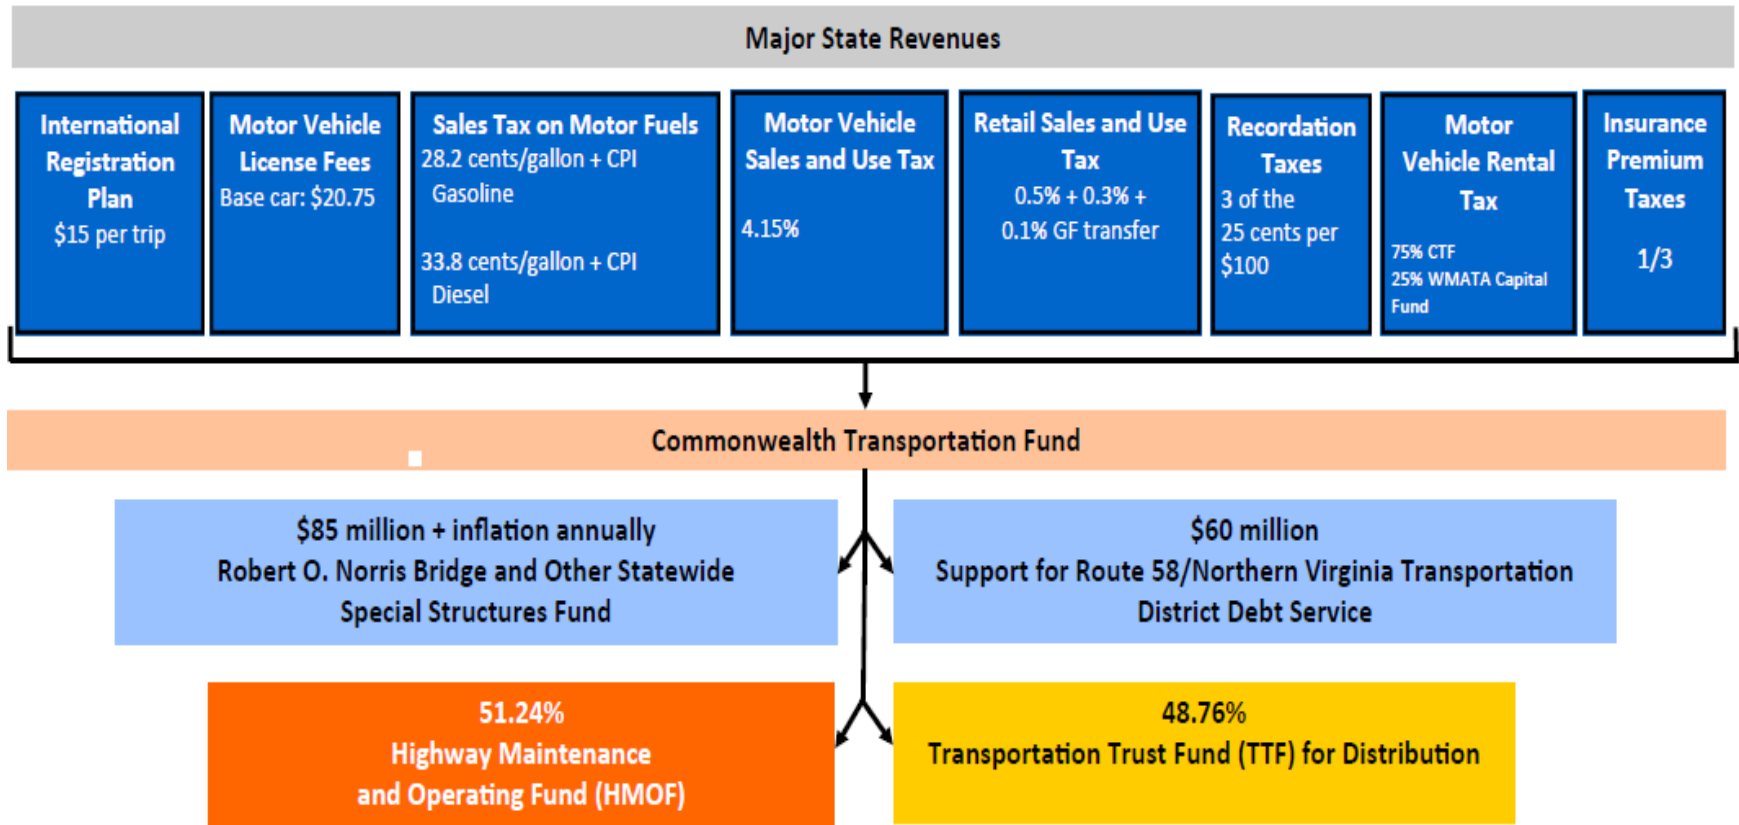 Major State Revenues
International
Registration
Plan
$15 per trip
Motor Vehicle
License Fees
Base car: $20.75
Sales Tax on Motor Fuels
28.2 cents/gallon + CPI
Gasoline
33.8 cents/gallon + CPI
Diesel
Motor Vehicle
Sales and Use Tax
4.15%
Retail Sales and Use
Tax
0.5% + 0.3% +
0.1% GF transfer
Recordation
Taxes
3 of the
25 cents per
$100
Motor
Vehicle Rental
Tax
75% CTF
25% WMATA Capital
Fund
Insurance
Premium
Taxes
1/3
Commonwealth Transportation Fund
$85 million + inflation annually
Robert O. Norris Bridge and Other Statewide
Special Structures Fund
$60 million
Support for Route 58/Northern Virginia Transportation
District Debt Service
51.24%
Highway Maintenance
and Operating Fund (HMOF)
48.76%
Transportation Trust Fund (TTF) for Distribution